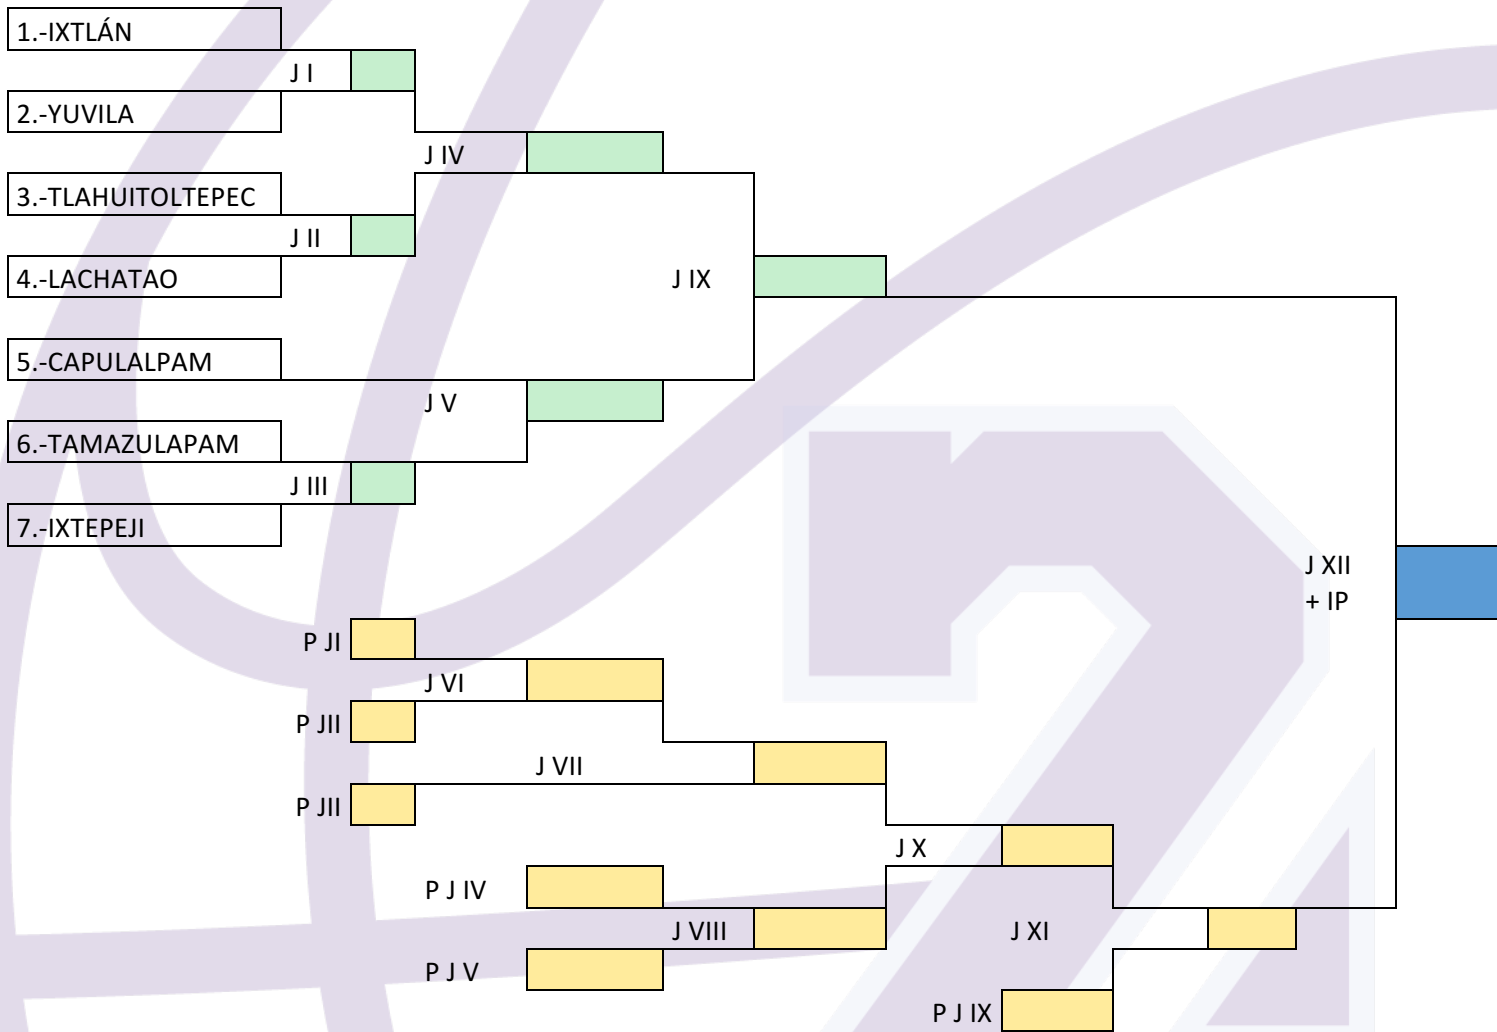 1.-IXTLÁN
J I
2.-YUVILA
J IV
3.-TLAHUITOLTEPEC
J II
4.-LACHATAO
J IX
5.-CAPULALPAM
J V
6.-TAMAZULAPAM
J III
7.-IXTEPEJI
J XII
+ IP
P JI
J VI
P JII
J VII
P JII
J X
P J IV
J VIII
J XI
P J V
P J IX